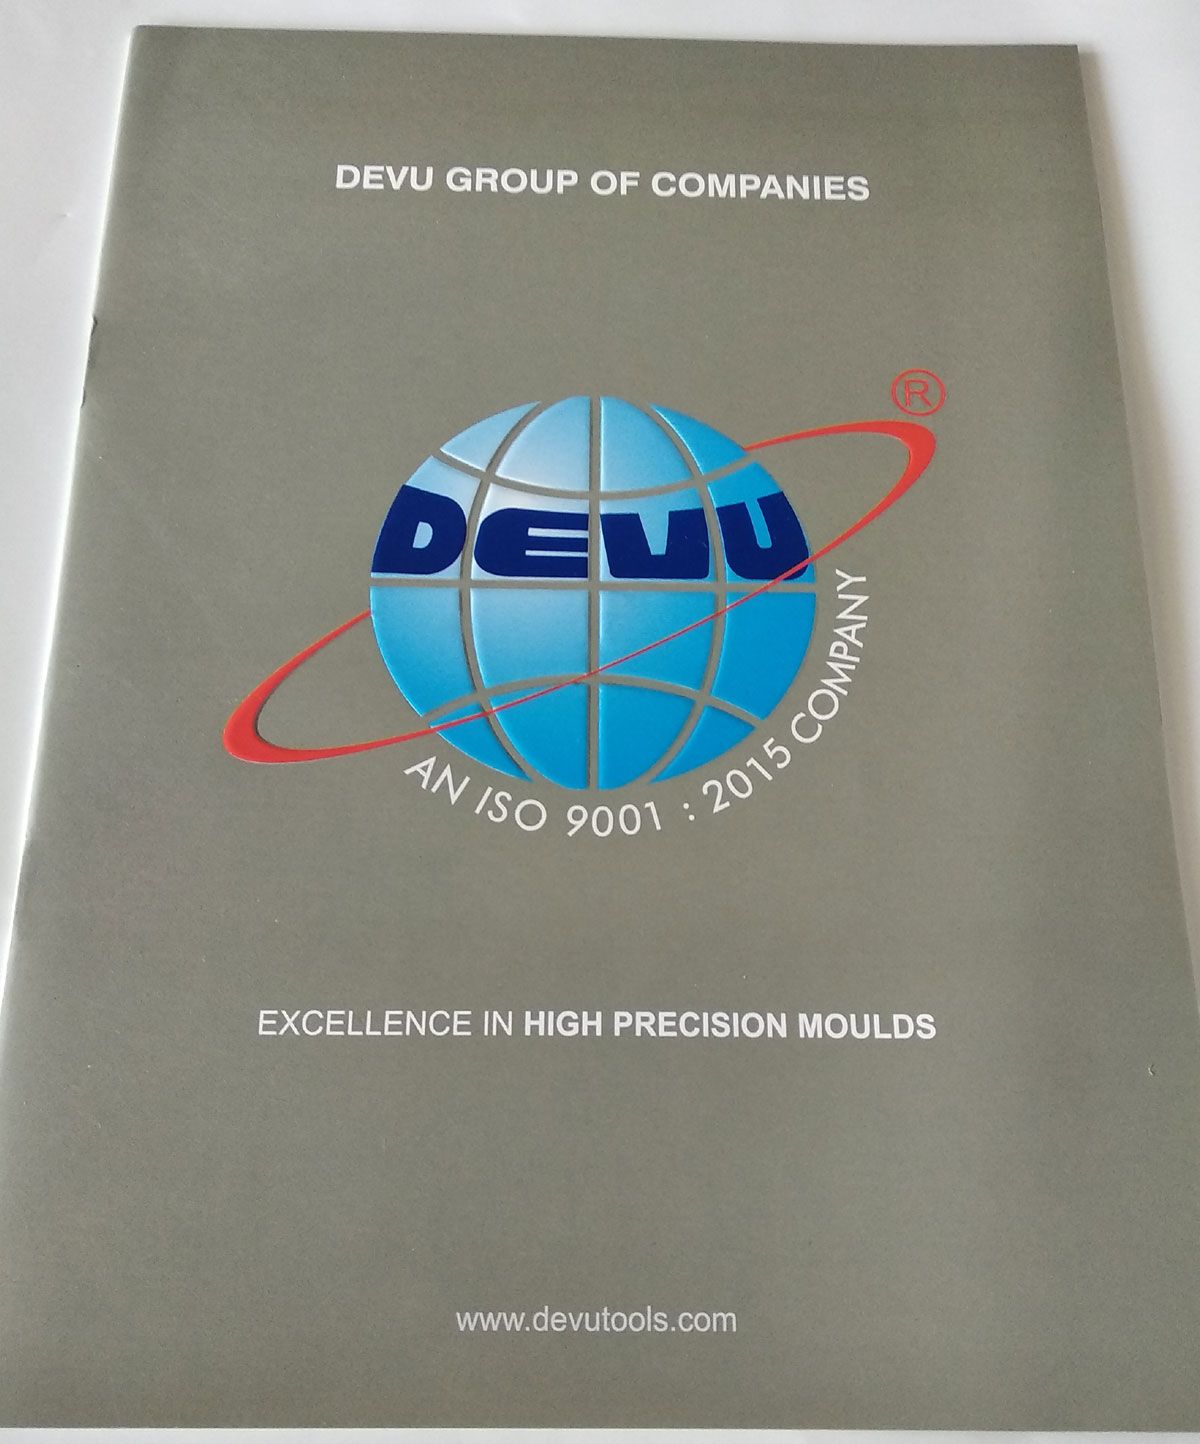 DEVU GROUP OF COMPANIES
®
DEVU
AN ISO 9001 : 2015 COMPANY
EXCELLENCE IN HIGH PRECISION MOULDS
www.devutools.com